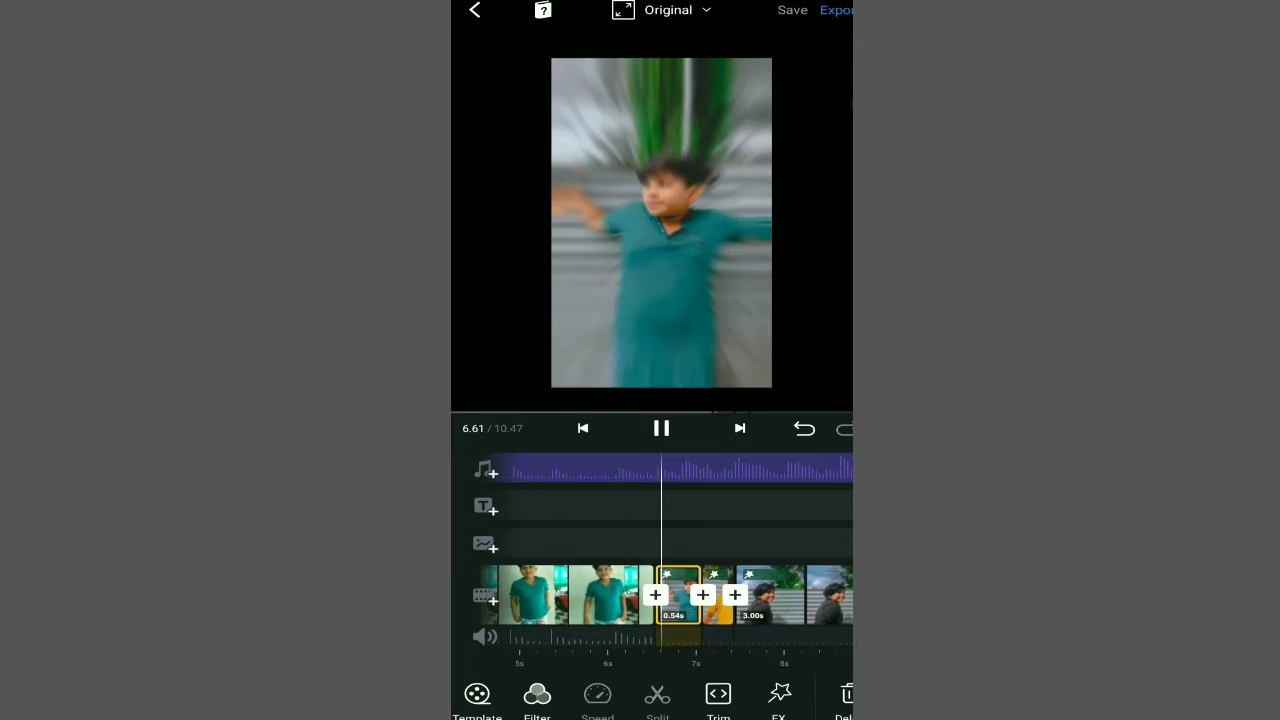 ? Original Save Expor
6.61 / 10.47
T
0.54s 3.00s
5s 6s 7s 8s
Template Filter Speed Split Trim FX Del